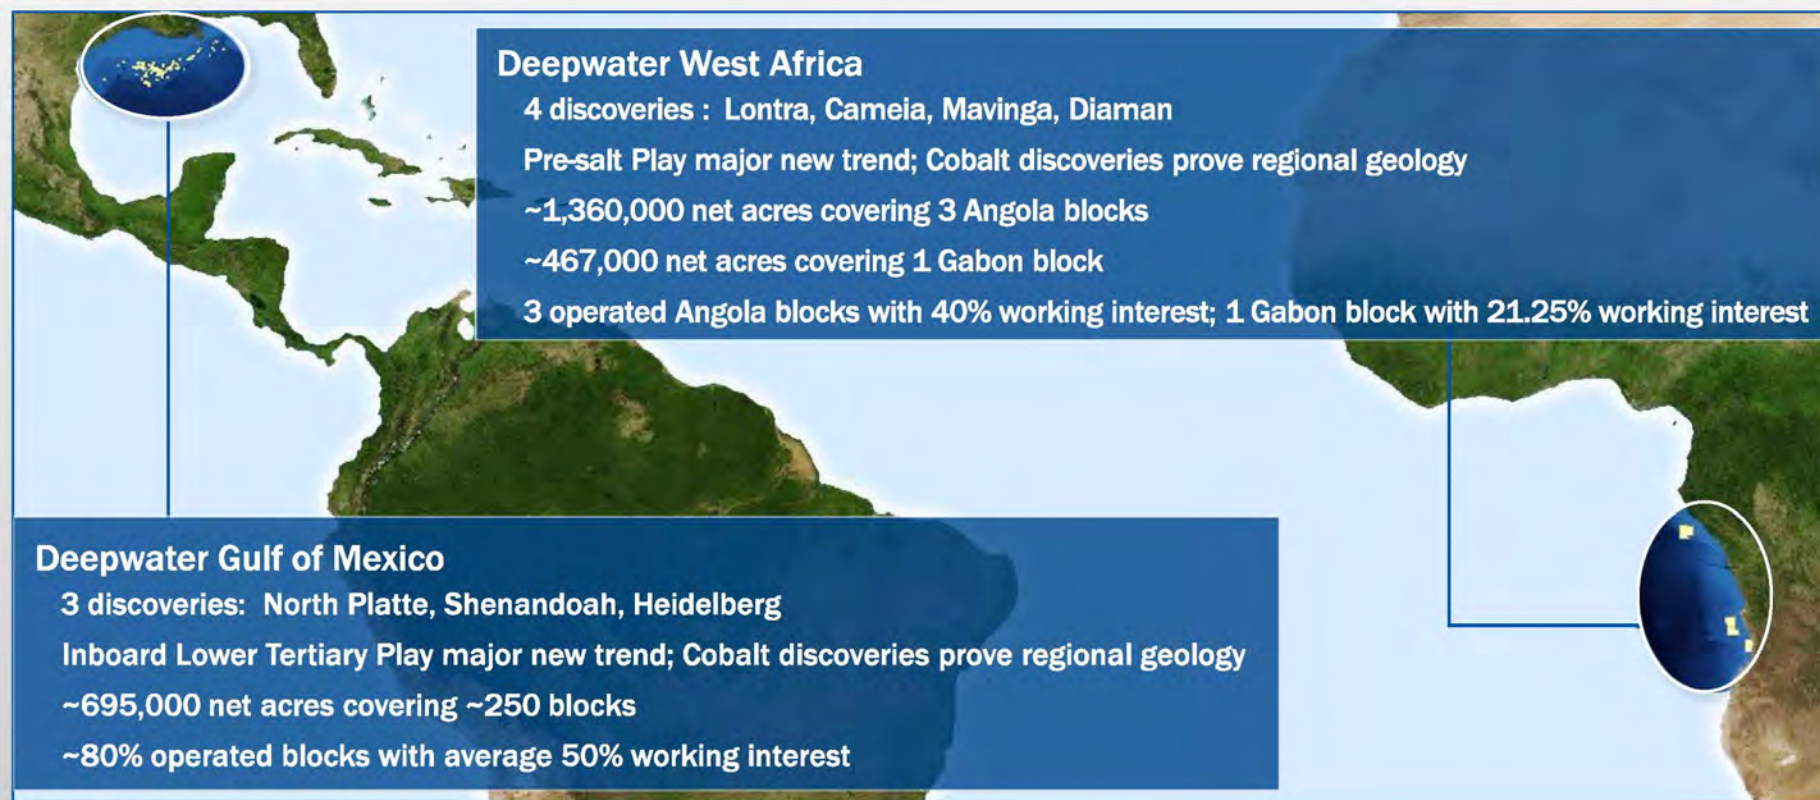 Deepwater West Africa
4 discoveries : Lontra, Cameia, Mavinga, Diaman
Pre-salt Play major new trend; Cobalt discoveries prove regional geology
~1,360,000 net acres covering 3 Angola blocks
~467,000 net acres covering 1 Gabon block
3 operated Angola blocks with 40% working interest; 1 Gabon block with 21.25% working interest
Deepwater Gulf of Mexico
3 discoveries: North Platte, Shenandoah, Heidelberg
Inboard Lower Tertiary Play major new trend; Cobalt discoveries prove regional geology
~695,000 net acres covering ~250 blocks
~80% operated blocks with average 50% working interest